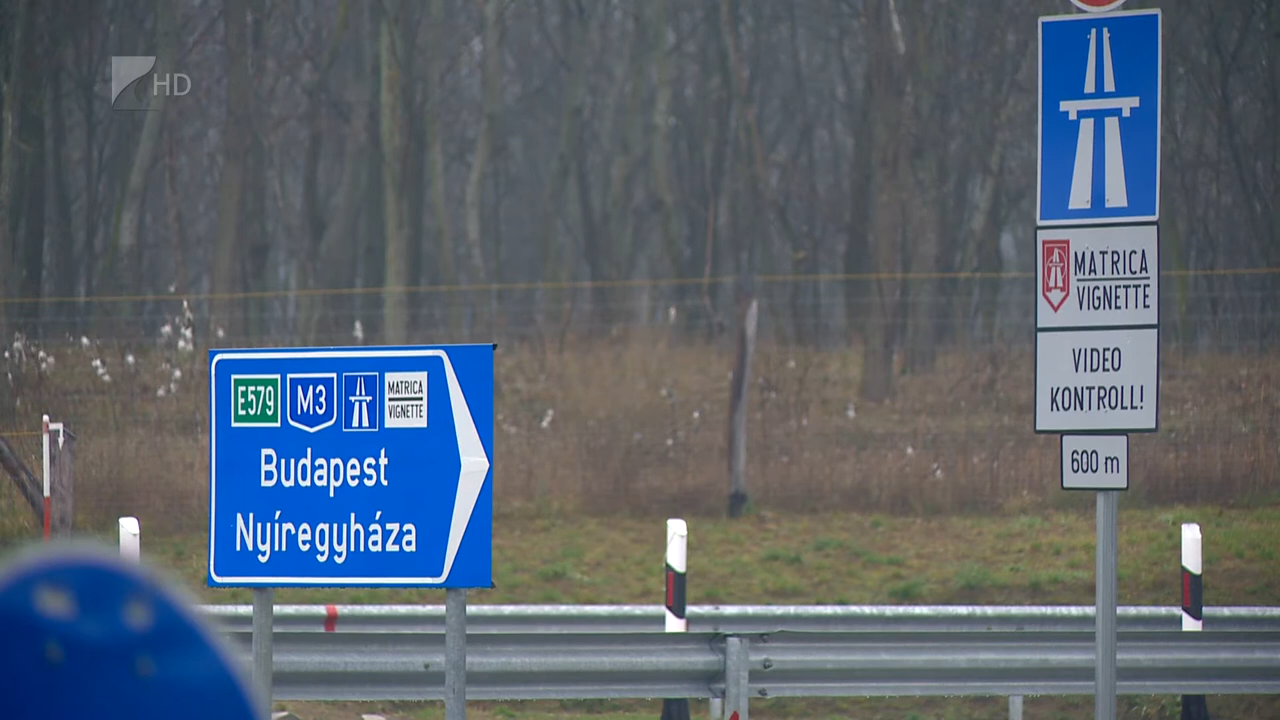 HD
E579 M3 MATRICA
VIGNETTE
Budapest
Nyíregyháza
MATRICA
VIGNETTE
VIDEO
KONTROLL!
600 m